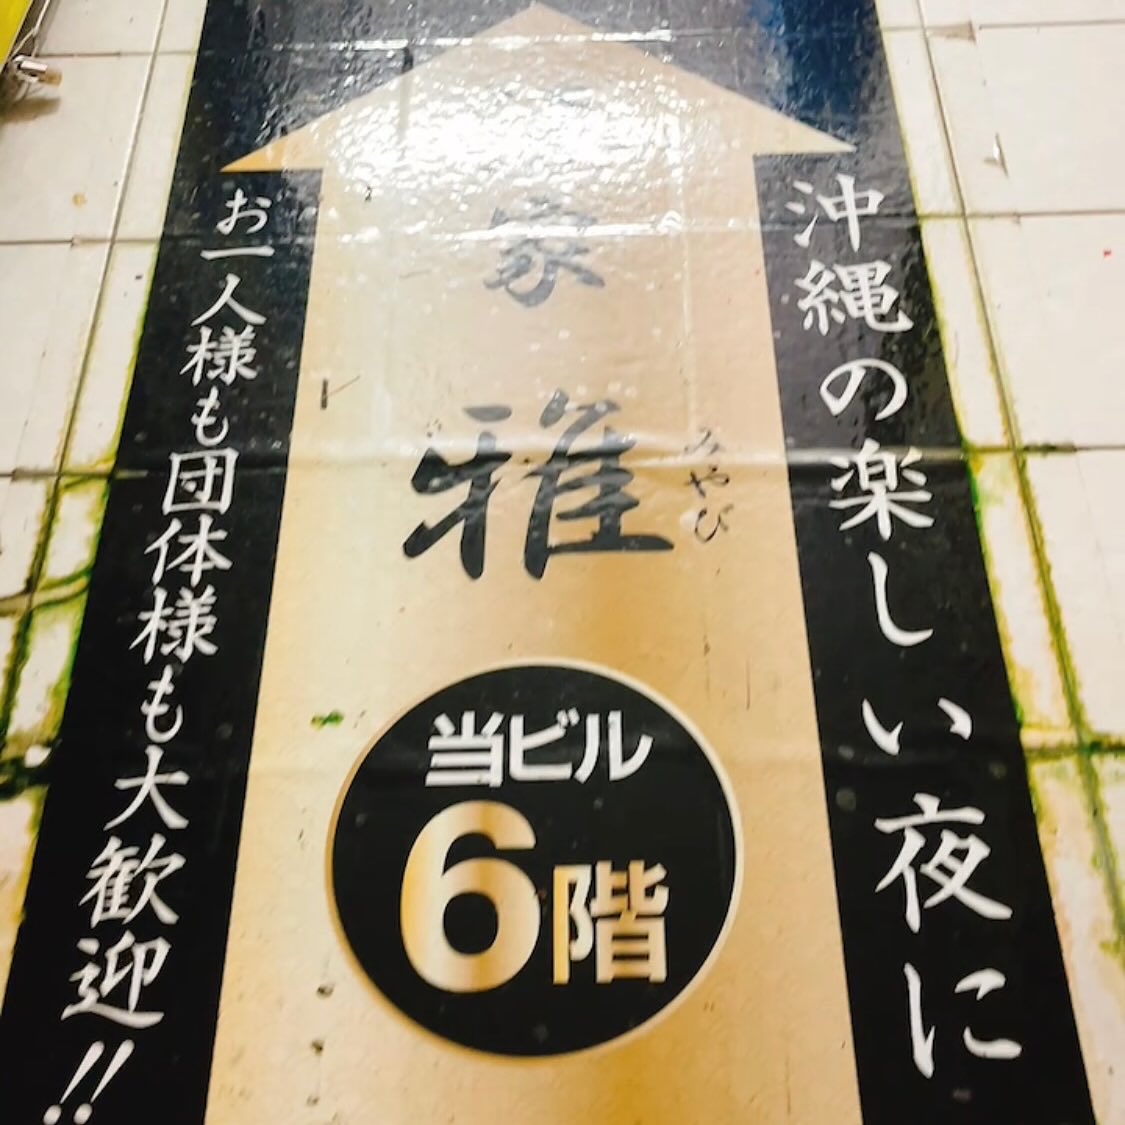 沖縄の楽しい夜に
家
雅
みやび
当ビル
6階
お一人様も団体様も大歓迎!!